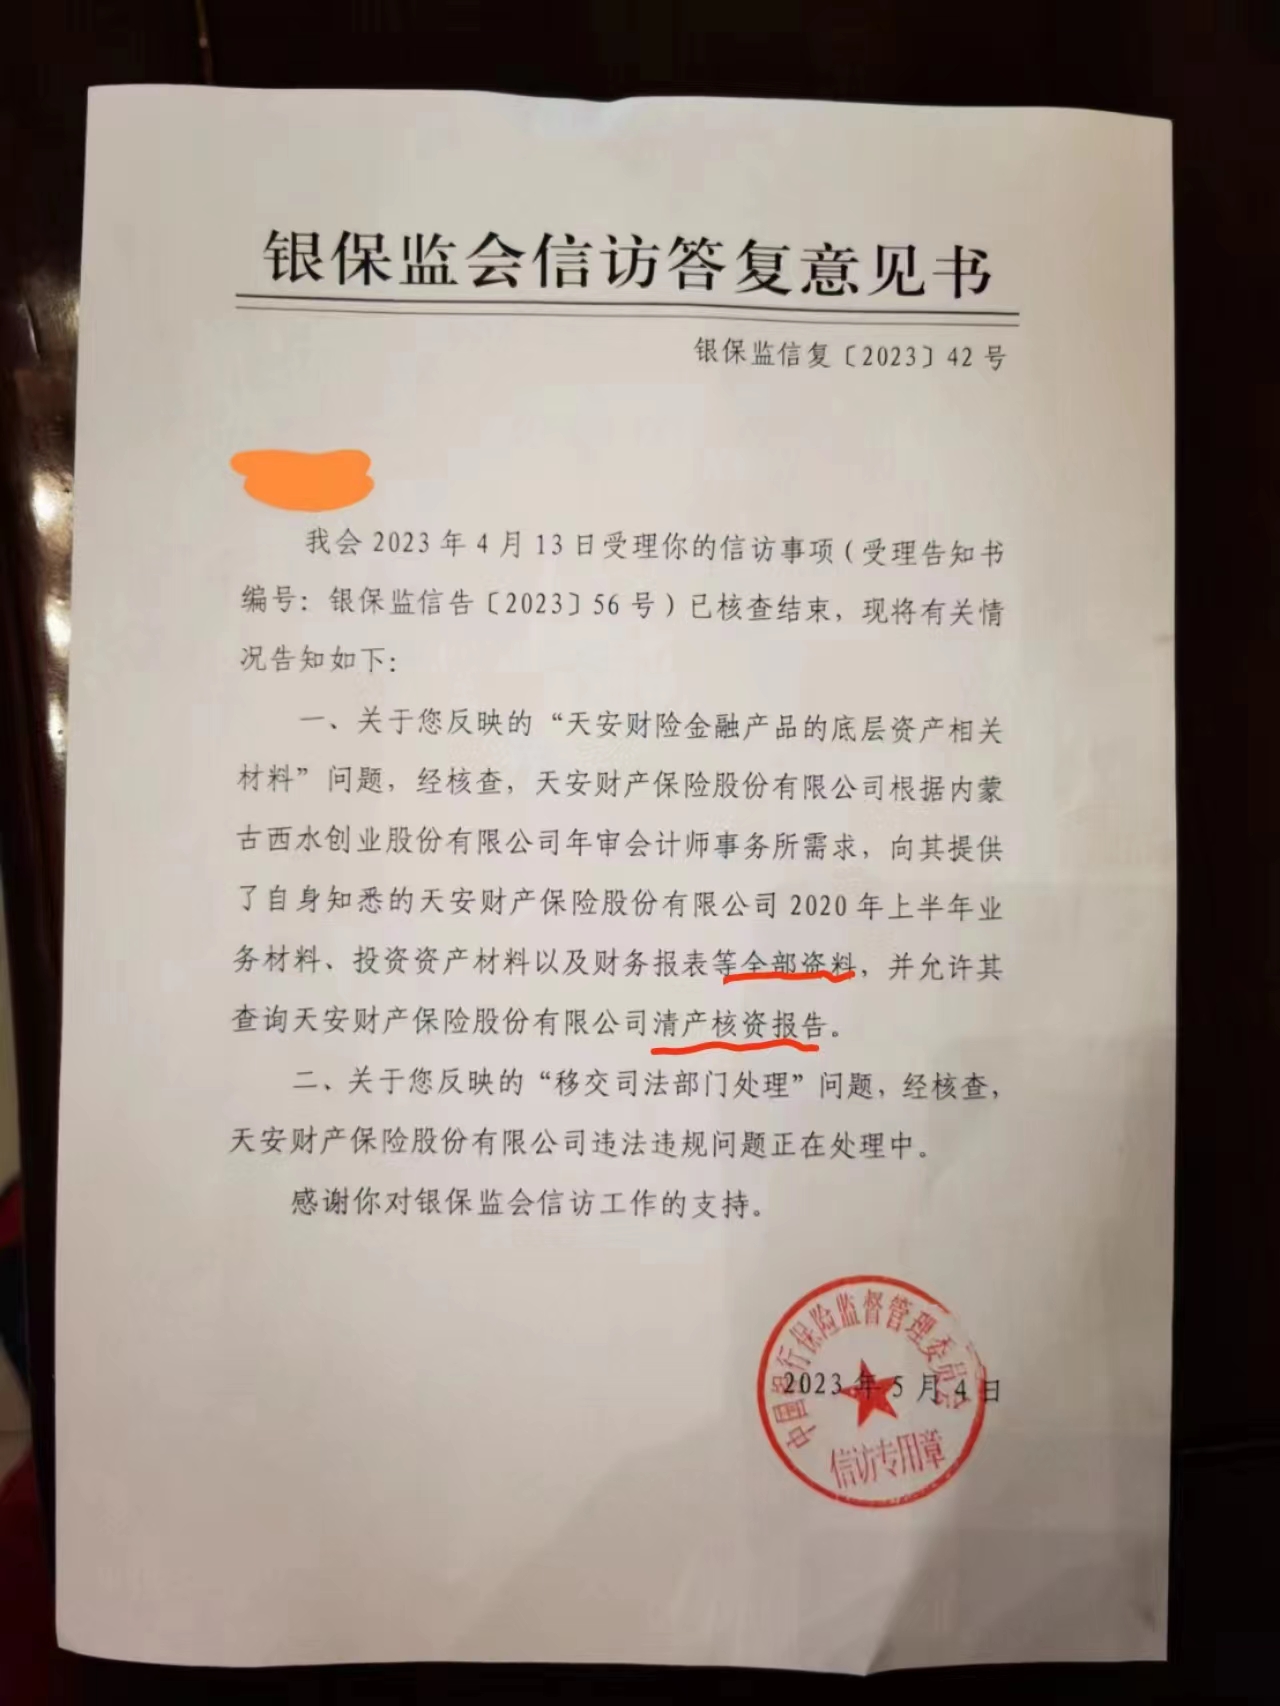 银保监会信访答复意见书
银保监信复〔2023〕42号
我会2023年4月13日受理你的信访事项（受理告知书
编号：银保监信告〔2023〕56号）已核查结束，现将有关情
况告知如下：
一、关于您反映的“天安财险金融产品的底层资产相关
材料”问题，经核查，天安财产保险股份有限公司根据内蒙
古西水创业股份有限公司年审会计师事务所需求，向其提供
了自身知悉的天安财产保险股份有限公司2020年上半年业
务材料、投资资产材料以及财务报表等全部资料，并允许其
查询天安财产保险股份有限公司清产核资报告。
二、关于您反映的“移交司法部门处理”问题，经核查，
天安财产保险股份有限公司违法违规问题正在处理中。
感谢你对银保监会信访工作的支持。
中国银行保险监督管理委员会
2023年5月4日
信访专用章